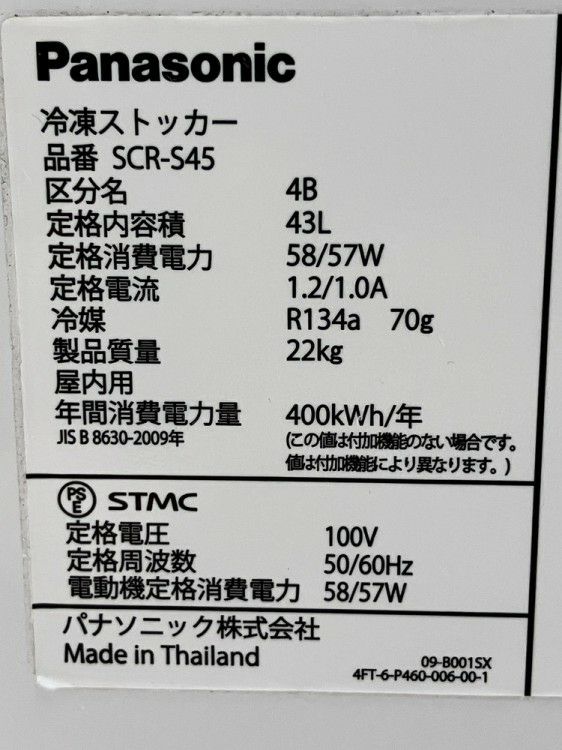 Panasonic
冷凍ストッカー
品番 SCR-S45
区分名 4B
定格内容積 43L
定格消費電力 58/57W
定格電流 1.2/1.0A
冷媒 R134a 70g
製品質量 22kg
屋内用
年間消費電力量 400kWh/年
JIS B 8630-2009年 (この値は付加機能のない場合です。
値は付加機能により異なります。)
PSE STMC
定格電圧 100V
定格周波数 50/60Hz
電動機定格消費電力 58/57W
パナソニック株式会社
Made in Thailand 09-B001SX
4FT-6-P460-006-00-1